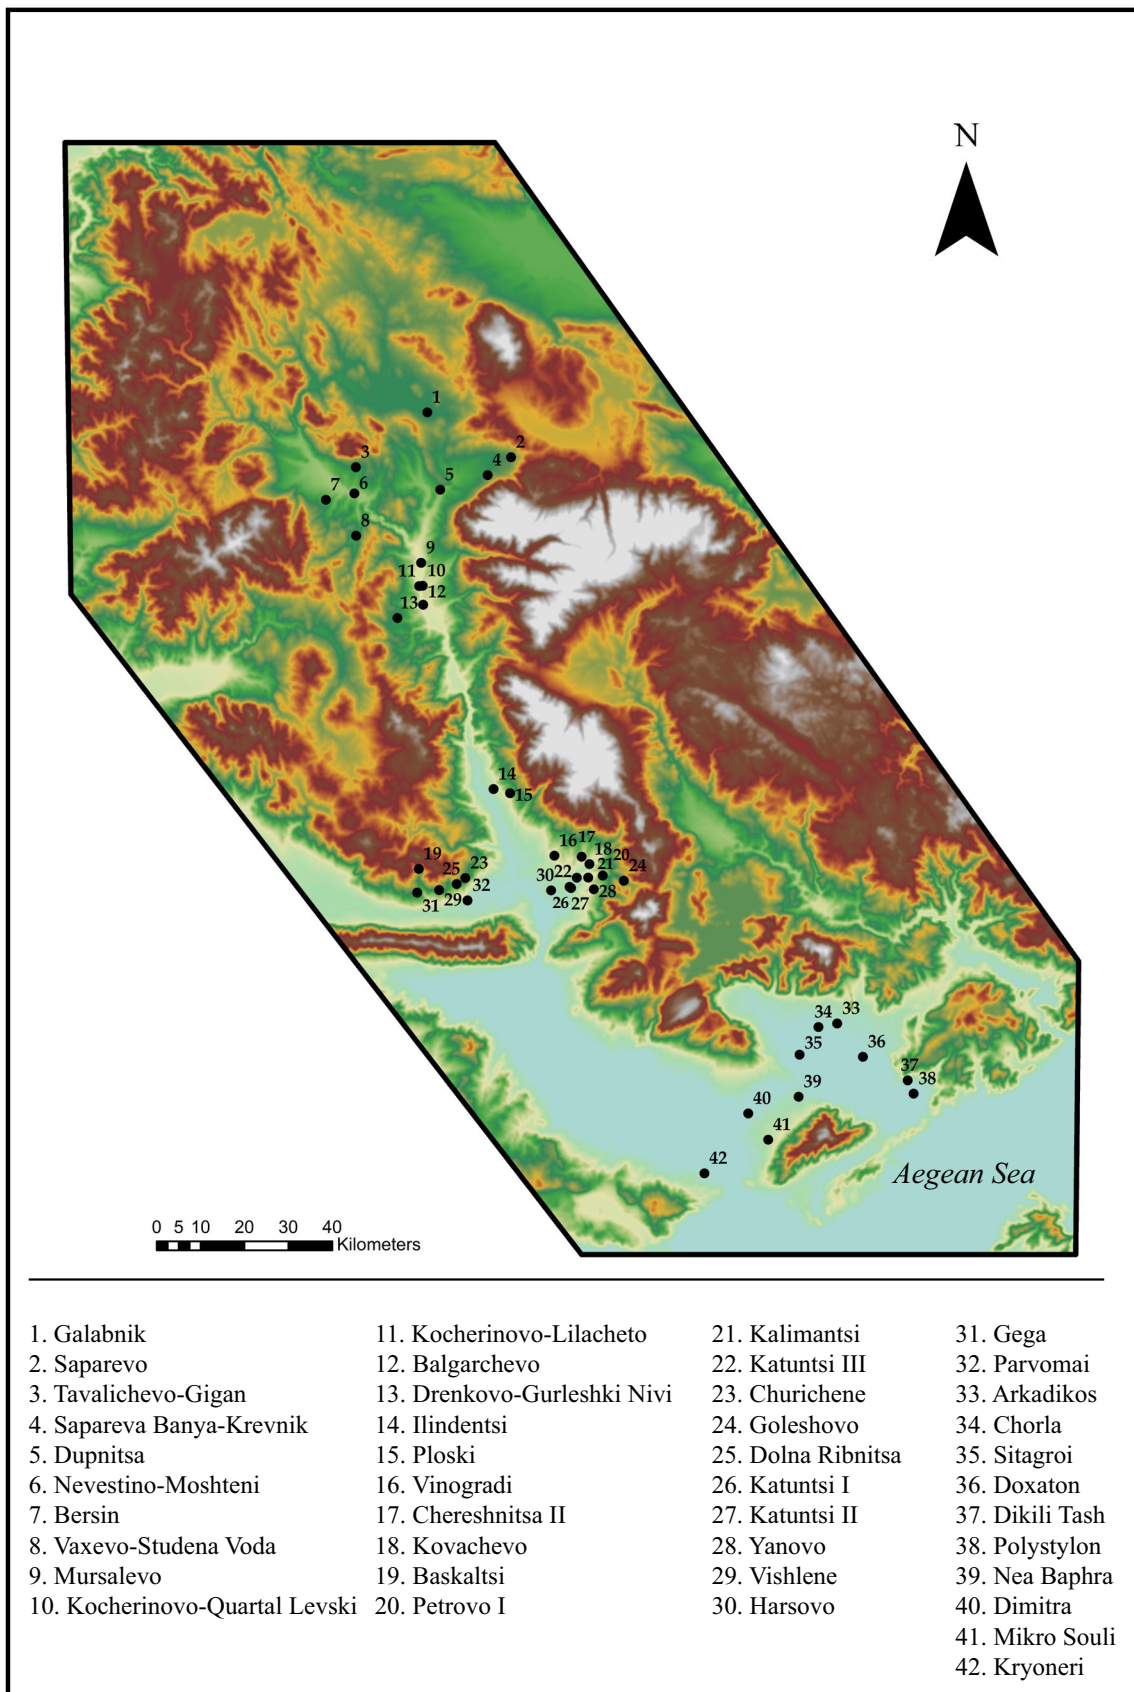 N
1
2
3
4
5
6
7
8
9
11 10
12
13
14
15
16 17
18 20
19
21
24
22
23
25
30
28
32
29
31
26 27
33
34
35
36
37
38
39
40
41
42
Aegean Sea
0 5 10 20 30 40
Kilometers
1. Galabnik
2. Saparevo
3. Tavalichevo-Gigan
4. Sapareva Banya-Krevnik
5. Dupnitsa
6. Nevestino-Moshteni
7. Bersin
8. Vaxevo-Studena Voda
9. Mursalevo
10. Kocherinovo-Quartal Levski
11. Kocherinovo-Lilacheto
12. Balgarchevo
13. Drenkovo-Gurleshki Nivi
14. Ilindentsi
15. Ploski
16. Vinogradi
17. Chereshnitsa II
18. Kovachevo
19. Baskaltsi
20. Petrovo I
21. Kalimantsi
22. Katuntsi III
23. Churichene
24. Goleshovo
25. Dolna Ribnitsa
26. Katuntsi I
27. Katuntsi II
28. Yanovo
29. Vishlene
30. Harsovo
31. Gega
32. Parvomai
33. Arkadikos
34. Chorla
35. Sitagroi
36. Doxaton
37. Dikili Tash
38. Polystylon
39. Nea Baphra
40. Dimitra
41. Mikro Souli
42. Kryoneri